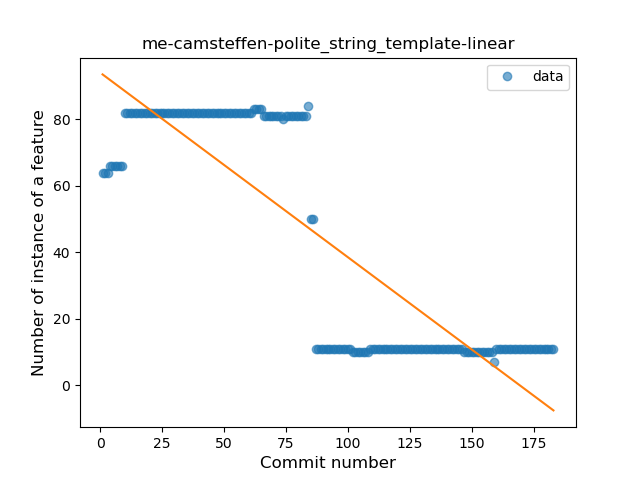 me-camsteffen-polite_string_template-linear
data
Number of instance of a feature
80
60
40
20
0
0 25 50 75 100 125 150 175
Commit number